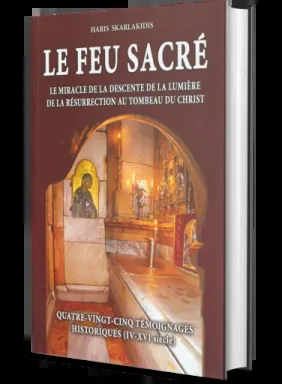 HARIS SKARLAKIDIS
LE FEU SACRÉ
LE MIRACLE DE LA DESCENTE DE LA LUMIÈRE
DE LA RÉSURRECTION AU TOMBEAU DU CHRIST
QUATRE-VINGT-CINQ TÉMOIGNAGES
HISTORIQUES (IV-XVI siècle)